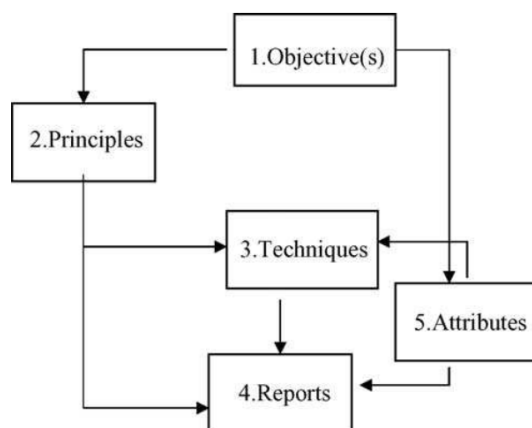 1.Objective(s)
2.Principles
3.Techniques
5.Attributes
4.Reports